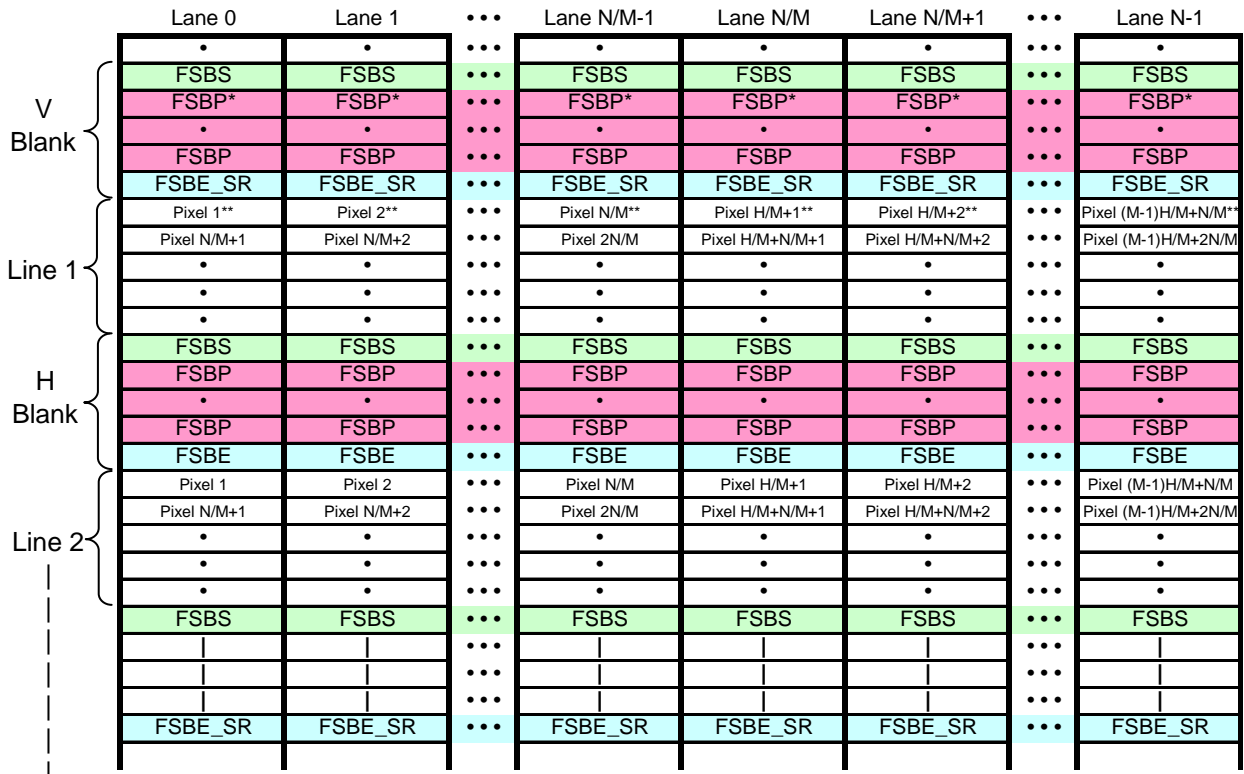 Lane 0 Lane 1 ••• Lane N/M-1 Lane N/M Lane N/M+1 ••• Lane N-1
• • ••• • • • ••• •
FSBS FSBS ••• FSBS FSBS FSBS ••• FSBS
V Blank
FSBP* FSBP* ••• FSBP* FSBP* FSBP* ••• FSBP*
• • ••• • • • ••• •
FSBP FSBP ••• FSBP FSBP FSBP ••• FSBP
FSBE_SR FSBE_SR ••• FSBE_SR FSBE_SR FSBE_SR ••• FSBE_SR
Pixel 1** Pixel 2** ••• Pixel N/M** Pixel H/M+1** Pixel H/M+2** ••• Pixel (M-1)H/M+N/M**
Pixel N/M+1 Pixel N/M+2 ••• Pixel 2N/M Pixel H/M+N/M+1 Pixel H/M+N/M+2 ••• Pixel (M-1)H/M+2N/M
Line 1 • • ••• • • • ••• •
• • ••• • • • ••• •
• • ••• • • • ••• •
FSBS FSBS ••• FSBS FSBS FSBS ••• FSBS
H Blank
FSBP FSBP ••• FSBP FSBP FSBP ••• FSBP
• • ••• • • • ••• •
FSBP FSBP ••• FSBP FSBP FSBP ••• FSBP
FSBE FSBE ••• FSBE FSBE FSBE ••• FSBE
Pixel 1 Pixel 2 ••• Pixel N/M Pixel H/M+1 Pixel H/M+2 ••• Pixel (M-1)H/M+N/M
Pixel N/M+1 Pixel N/M+2 ••• Pixel 2N/M Pixel H/M+N/M+1 Pixel H/M+N/M+2 ••• Pixel (M-1)H/M+2N/M
Line 2 • • ••• • • • ••• •
• • ••• • • • ••• •
• • ••• • • • ••• •
FSBS FSBS ••• FSBS FSBS FSBS ••• FSBS
| | ••• | | | ••• |
| | ••• | | | ••• |
| | ••• | | | ••• |
FSBE_SR FSBE_SR ••• FSBE_SR FSBE_SR FSBE_SR ••• FSBE_SR